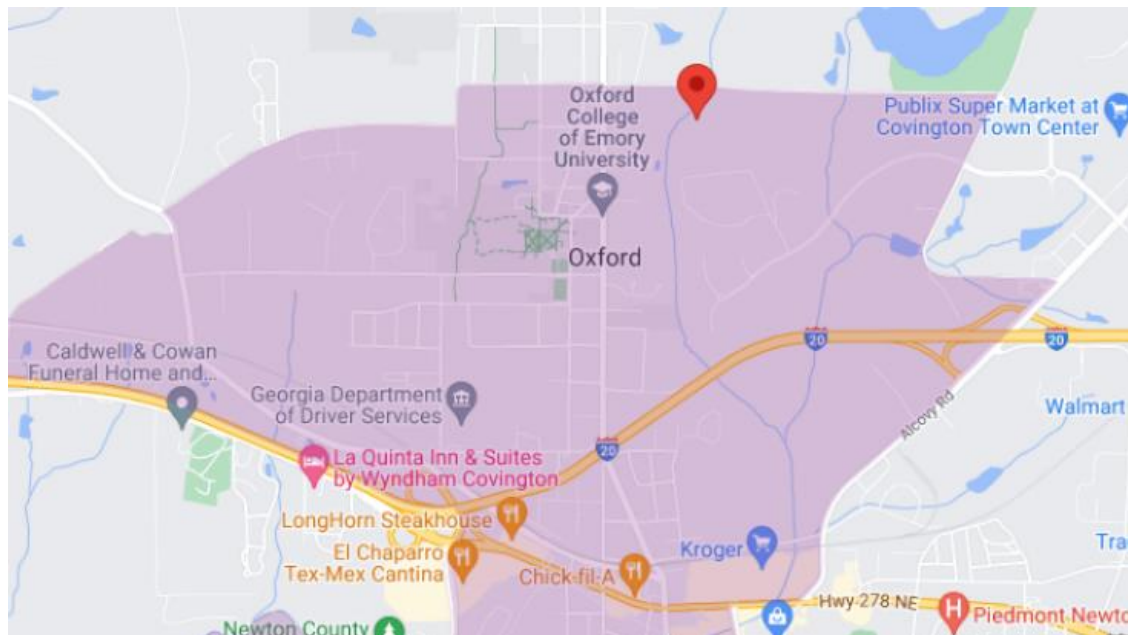 Oxford
College
of Emory
University
Publix Super Market at
Covington Town Center
Oxford
20
20
Caldwell & Cowan
Funeral Home and...
Georgia Department
of Driver Services
20
Alcovy Rd
Walmart
La Quinta Inn & Suites
by Wyndham Covington
LongHorn Steakhouse
El Chaparro
Tex-Mex Cantina
Chick-fil-A
Kroger
Tra
Hwy-278 NE
H
Piedmont Newto
Newton County